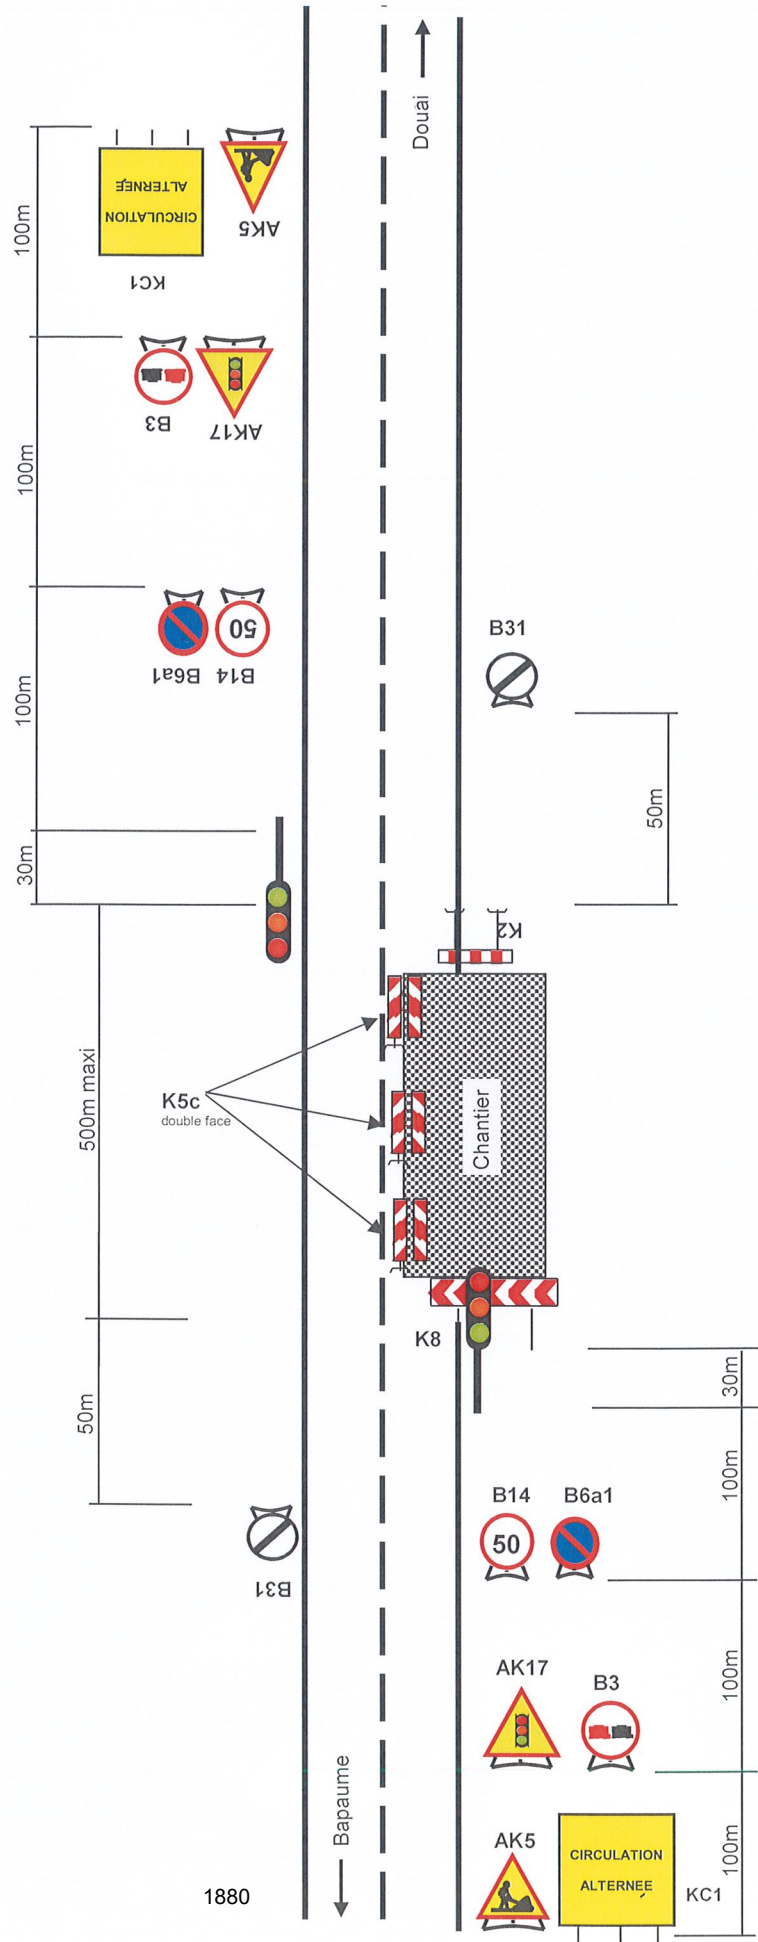 Douai
100m
CIRCULATION
ALTERNÉE
KC1
AK5
100m
B3
AK17
100m
50
B6a1
B14
B31
50m
30m
K2
500m maxi
K5c
double face
Chantier
K8
30m
50m
100m
B14
B6a1
50
B31
AK17
B3
100m
Bapaume
AK5
CIRCULATION
ALTERNÉE
KC1
100m
1880